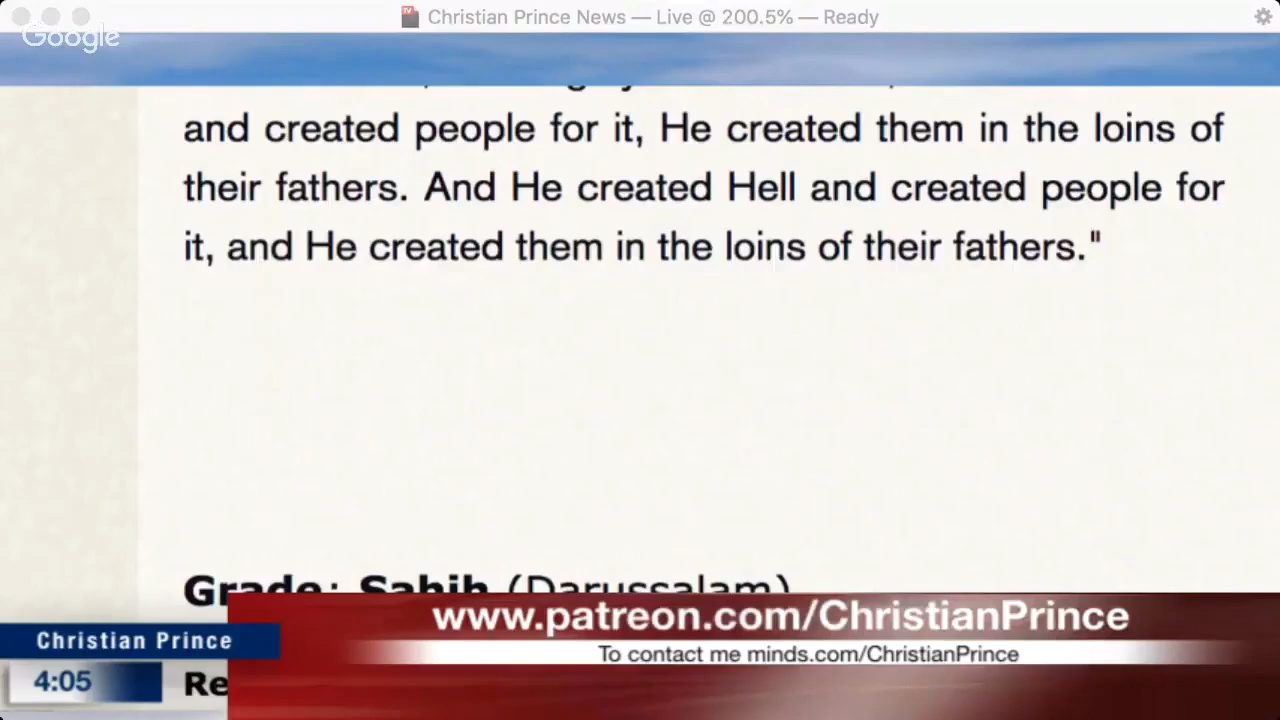 Christian Prince News — Live @ 200.5% — Ready
Google
and created people for it, He created them in the loins of
their fathers. And He created Hell and created people for
it, and He created them in the loins of their fathers."
Grade: Sahih (Darussalam)
www.patreon.com/ChristianPrince
Christian Prince
To contact me minds.com/ChristianPrince
4:05
Re